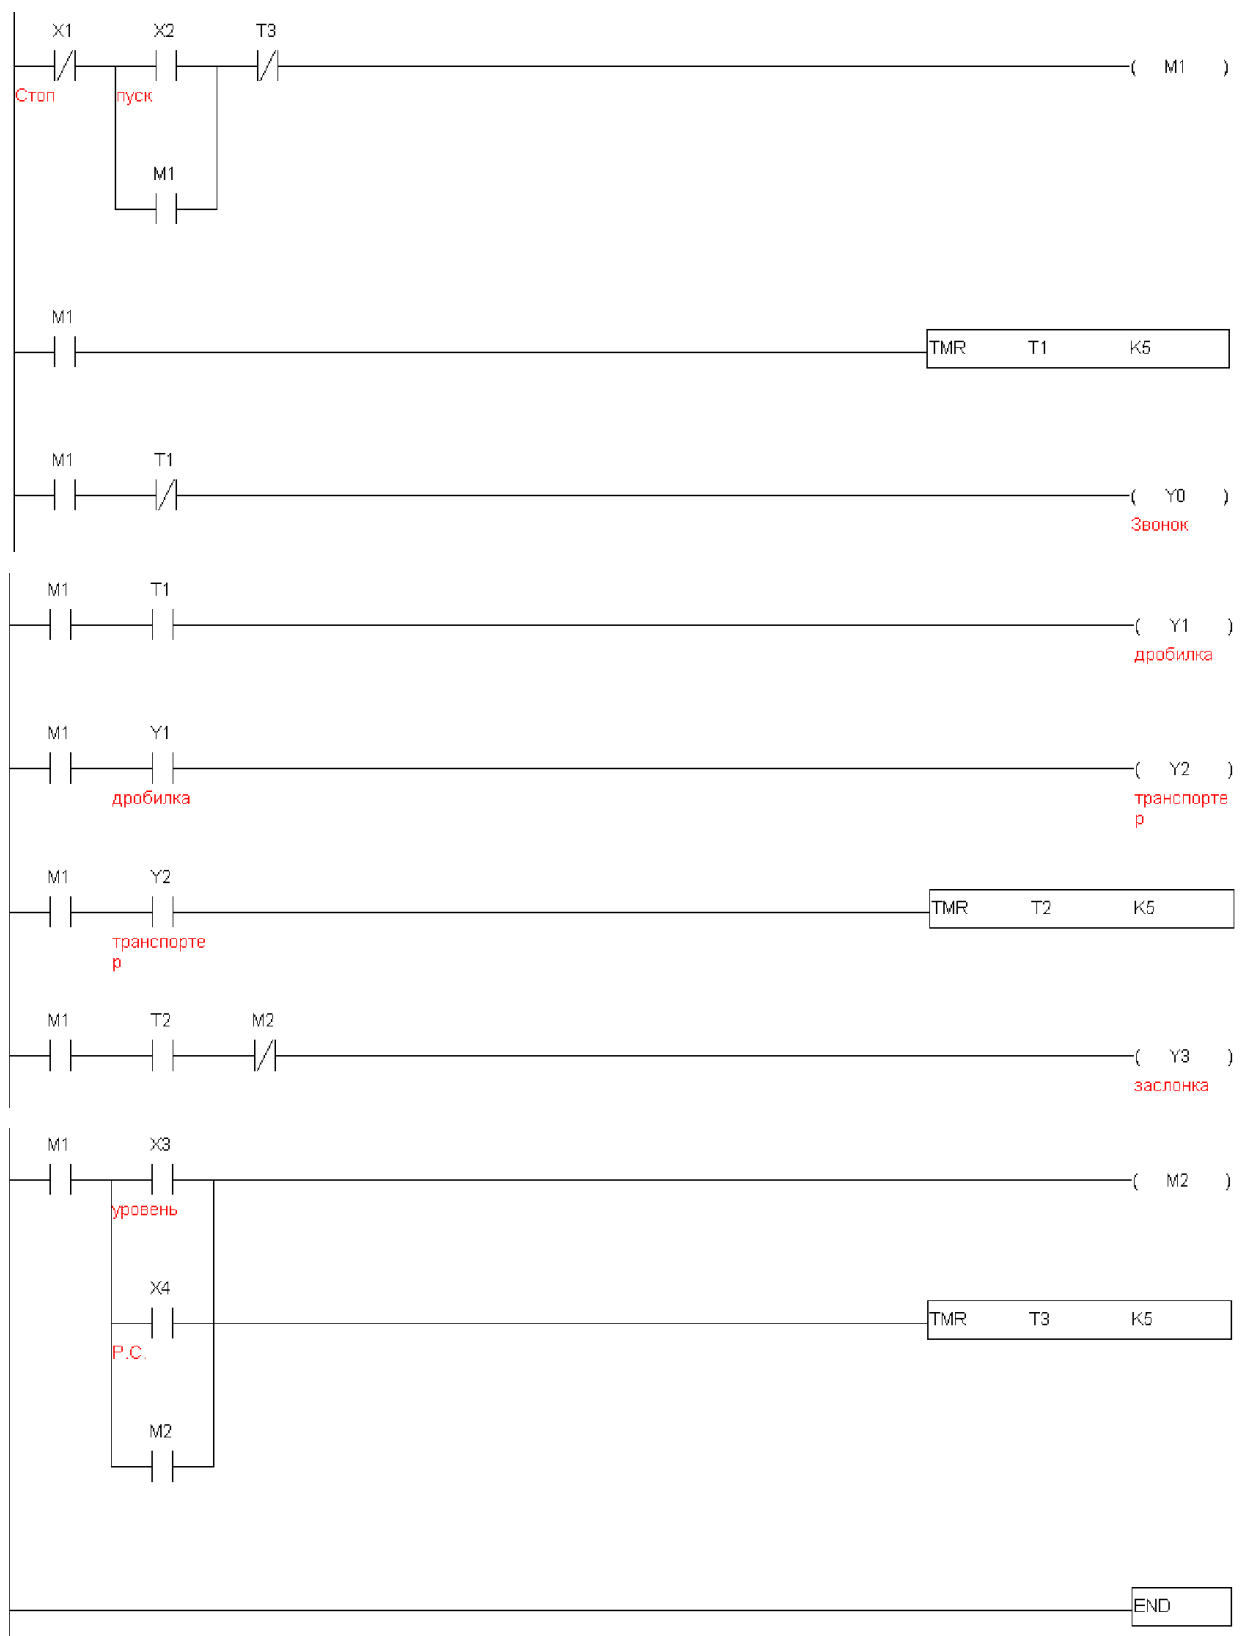 X1 X2 T3
( M1 )
Стоп пуск
M1
M1
TMR T1 K5
M1 T1
( Y0 )
Звонок
M1 T1
( Y1 )
дробилка
M1 Y1
( Y2 )
дробилка транспорте
р
M1 Y2
TMR T2 K5
транспорте
р
M1 T2 M2
( Y3 )
заслонка
M1 X3
( M2 )
уровень
X4
TMR T3 K5
Р.С.
M2
END